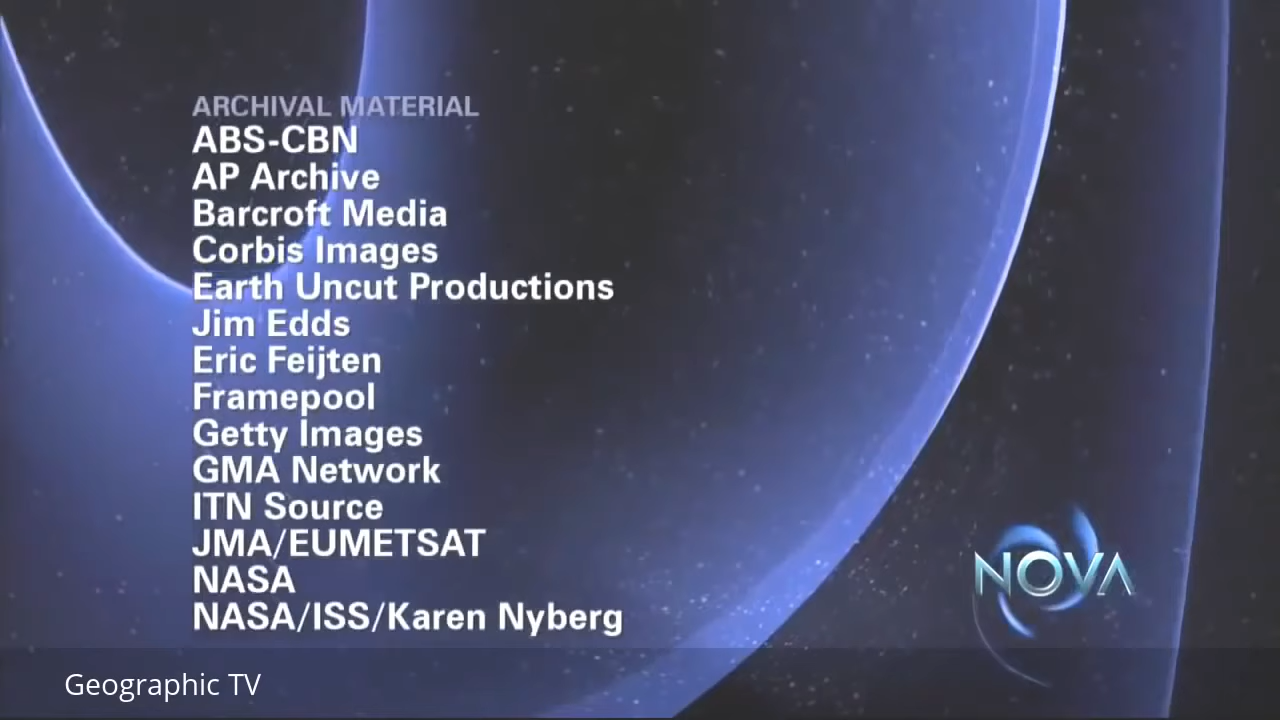 ARCHIVAL MATERIAL
ABS-CBN
AP Archive
Barcroft Media
Corbis Images
Earth Uncut Productions
Jim Edds
Eric Feijten
Framepool
Getty Images
GMA Network
ITN Source
JMA/EUMETSAT
NASA
NASA/ISS/Karen Nyberg
NOVA
Geographic TV